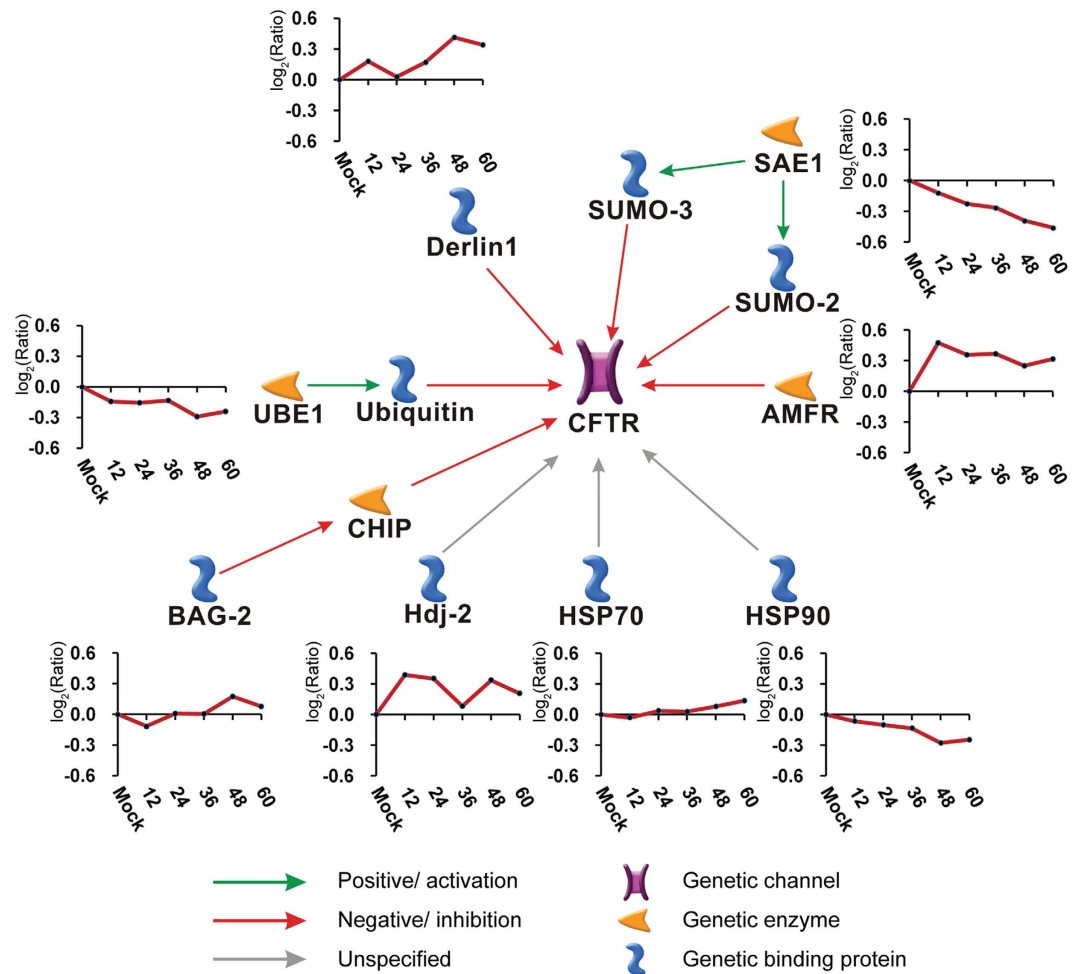 log2(Ratio)
0.6
0.3
0.0
-0.3
-0.6
Mock
12
24
36
48
60
SAE1
log2(Ratio)
0.6
0.3
0.0
-0.3
-0.6
Mock
12
24
36
48
60
SUMO-3
Derlin1
SUMO-2
log2(Ratio)
0.6
0.3
0.0
-0.3
-0.6
Mock
12
24
36
48
60
UBE1
Ubiquitin
CFTR
AMFR
log2(Ratio)
0.6
0.3
0.0
-0.3
-0.6
Mock
12
24
36
48
60
CHIP
BAG-2
Hdj-2
HSP70
HSP90
log2(Ratio)
0.6
0.3
0.0
-0.3
-0.6
Mock
12
24
36
48
60
log2(Ratio)
0.6
0.3
0.0
-0.3
-0.6
Mock
12
24
36
48
60
log2(Ratio)
0.6
0.3
0.0
-0.3
-0.6
Mock
12
24
36
48
60
log2(Ratio)
0.6
0.3
0.0
-0.3
-0.6
Mock
12
24
36
48
60
Positive/ activation
Genetic channel
Negative/ inhibition
Genetic enzyme
Unspecified
Genetic binding protein